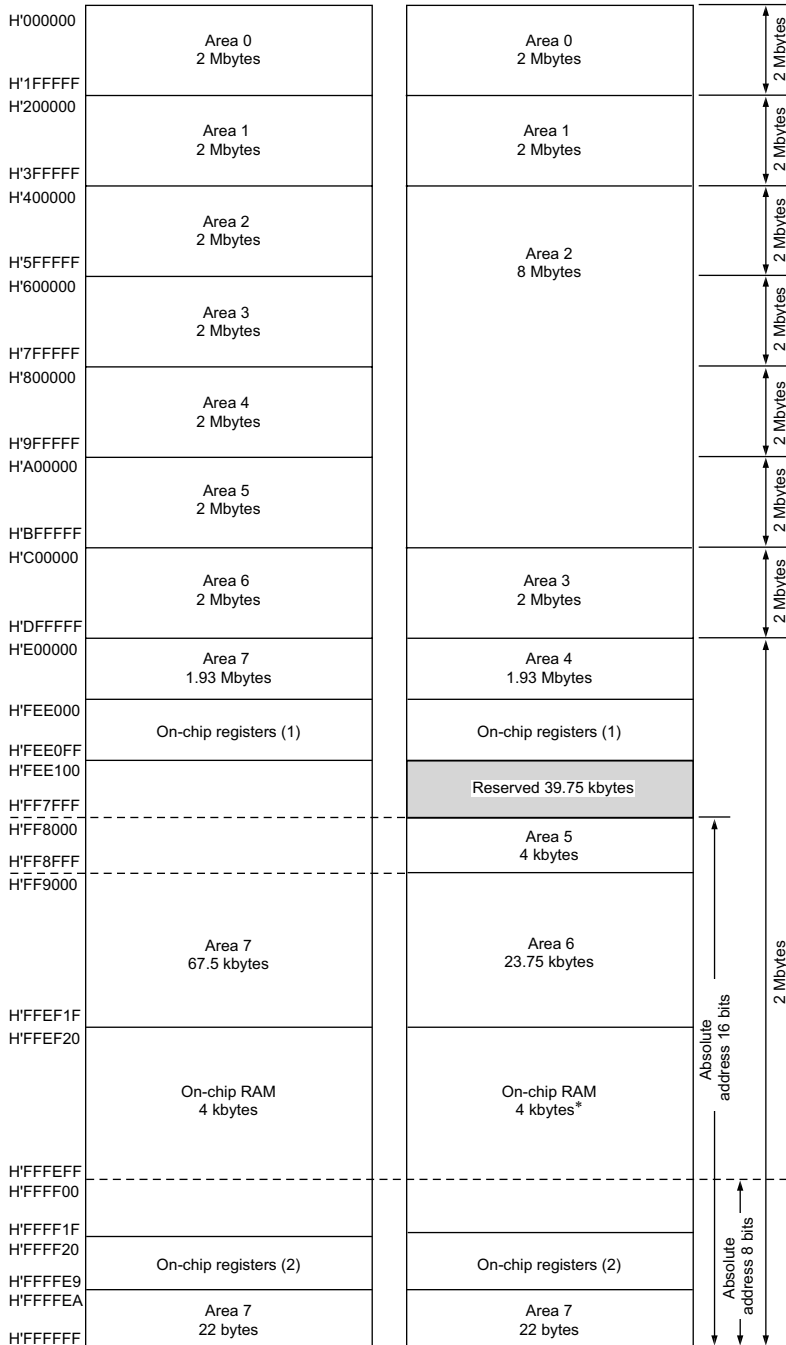 H'000000
Area 0
2 Mbytes
Area 0
2 Mbytes
2 Mbytes
H'1FFFFF
H'200000
Area 1
2 Mbytes
Area 1
2 Mbytes
2 Mbytes
H'3FFFFF
H'400000
Area 2
2 Mbytes
Area 2
8 Mbytes
2 Mbytes
H'5FFFFF
H'600000
Area 3
2 Mbytes
2 Mbytes
H'7FFFFF
H'800000
Area 4
2 Mbytes
2 Mbytes
H'9FFFFF
H'A00000
Area 5
2 Mbytes
2 Mbytes
H'BFFFFF
H'C00000
Area 6
2 Mbytes
Area 3
2 Mbytes
2 Mbytes
H'DFFFFF
H'E00000
Area 7
1.93 Mbytes
Area 4
1.93 Mbytes
H'FEE000
On-chip registers (1)
On-chip registers (1)
H'FEE0FF
H'FEE100
Reserved 39.75 kbytes
H'FF7FFF
H'FF8000
Area 5
4 kbytes
H'FF8FFF
H'FF9000
Area 7
67.5 kbytes
Area 6
23.75 kbytes
2 Mbytes
H'FFEF1F
H'FFEF20
Absolute
address 16 bits
On-chip RAM
4 kbytes
On-chip RAM
4 kbytes*
H'FFFEFF
H'FFFF00
H'FFFF1F
H'FFFF20
On-chip registers (2)
On-chip registers (2)
Absolute
address 8 bits
H'FFFFE9
H'FFFFEA
Area 7
22 bytes
Area 7
22 bytes
H'FFFFFF